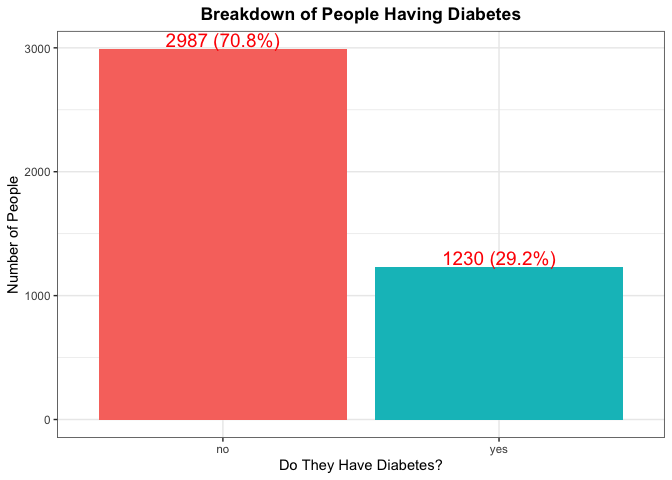 Breakdown of People Having Diabetes
2987 (70.8%)
1230 (29.2%)
3000
2000
1000
0
Number of People
no
yes
Do They Have Diabetes?